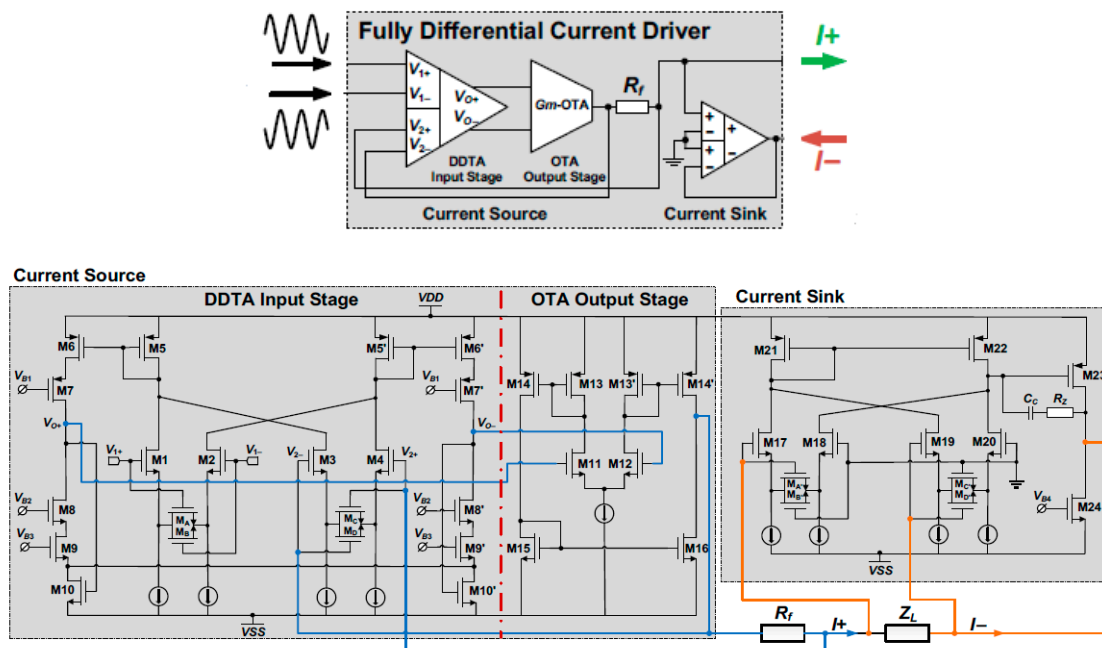 Fully Differential Current Driver
I+
V1+
V1−
VO+
VO−
V2+
V2−
Gm-OTA
Rf
DDTA
Input Stage
OTA
Output Stage
Current Source
Current Sink
I−
Current Source
DDTA Input Stage
VDD
OTA Output Stage
Current Sink
M6
M5
M5'
M6'
M21
M22
VB1
M7
VB1
M7'
M14
M13
M13'
M14'
M23
CC
RZ
VO+
VO−
V1+
M1
M2
V1−
V2−
M3
M4
V2+
M11
M12
M17
M18
M19
M20
VB2
M8
MA
MB
MC
MD
VB2
M8'
MA'
MB'
MC'
MD'
VB4
M24
VB3
M9
VB3
M9'
M15
M16
M10
M10'
VSS
VSS
Rf
I+
ZL
I−